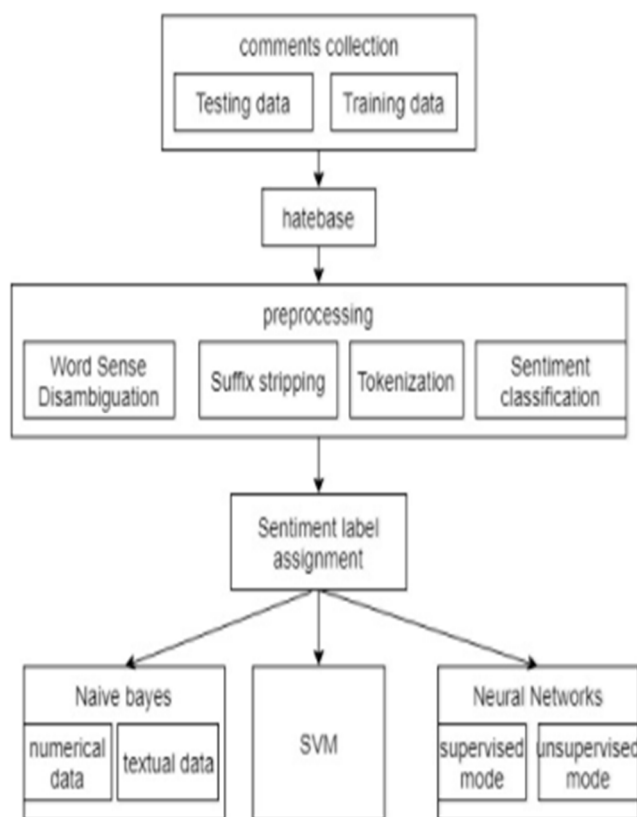 comments collection
Testing data
Training data
hatebase
preprocessing
Word Sense
Disambiguation
Suffix stripping
Tokenization
Sentiment
classification
Sentiment label
assignment
Naive bayes
numerical
data
textual data
SVM
Neural Networks
supervised
mode
unsupervised
mode